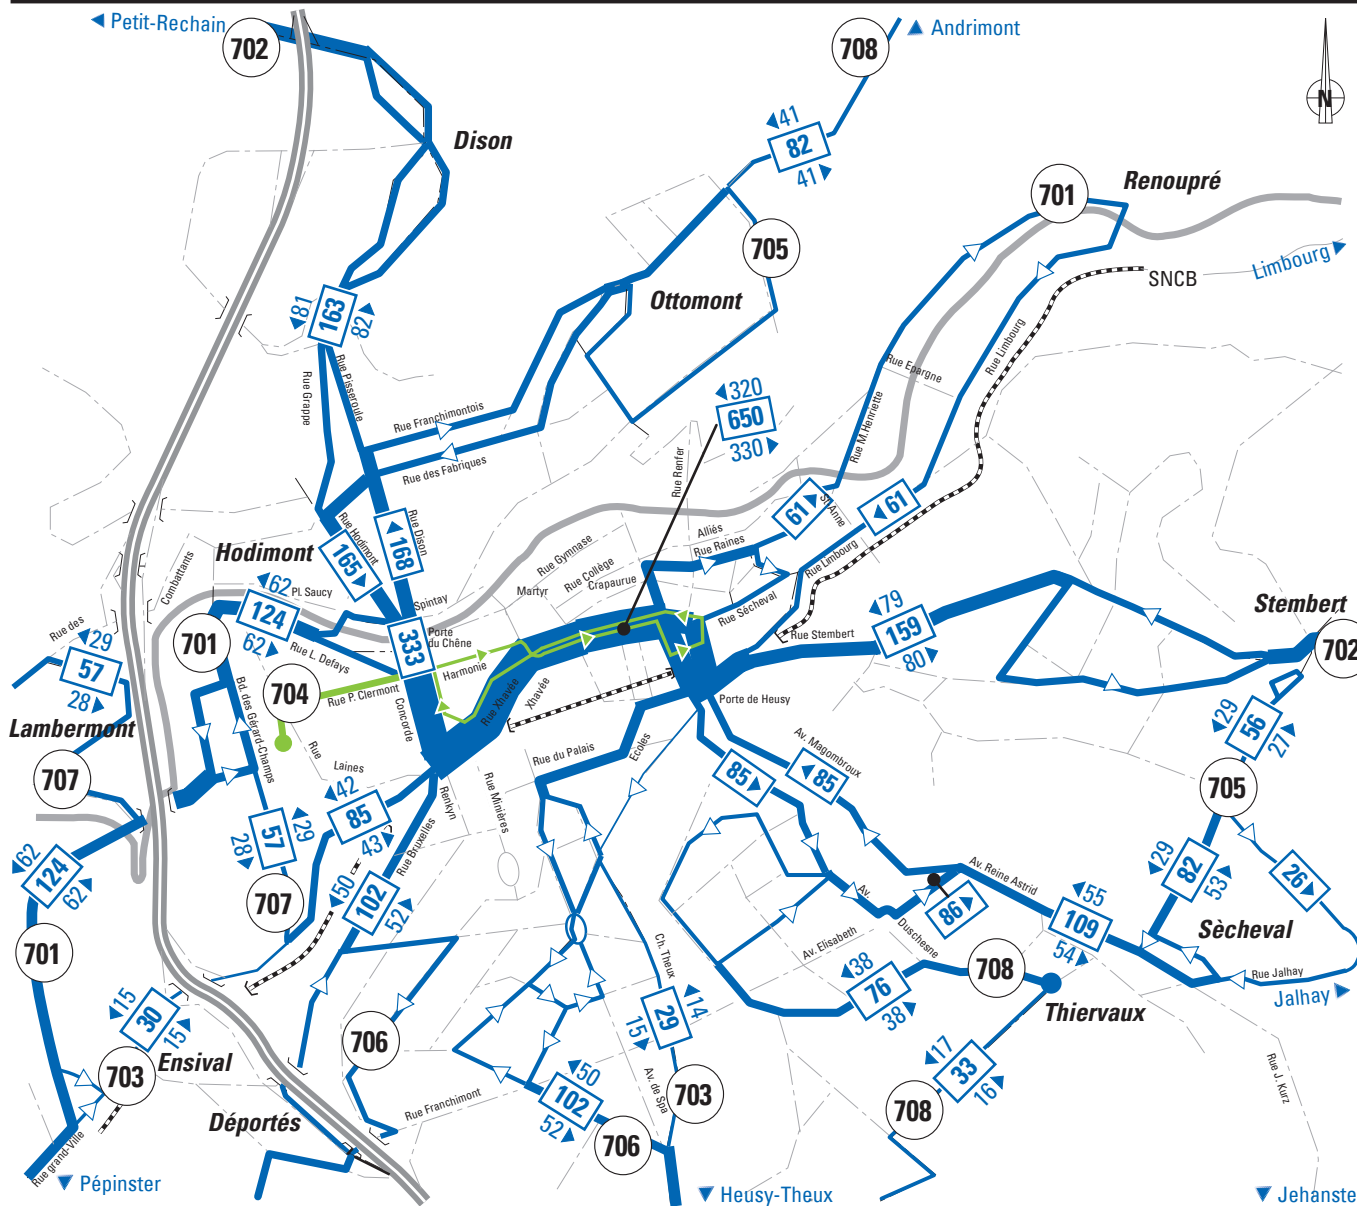 ◄ Petit-Rechain
702
708
▲ Andrimont
N
Dison
◄41
82
41►
701
Renoupré
705
Limbourg ►
SNCB
Ottomont
◄81
163
82►
Rue Grappe
Rue Pisseroule
Rue Franchimontois
Rue des Fabriques
◄320
650
330►
Rue Renfer
Rue Epargne
Rue Limbourg
Rue M.Henriette
61►
St Anne
◄61
Alliés
Rue Raines
Rue Limbourg
Combattants
Hodimont
Rue Hodimont
165►
◄168
Rue Dison
Rue Gymnase
Rue Collège
Crapaurue
Martyr
Spintay
◄62
Pl. Saucy
124
62►
Rue L. Defays
333
Porte
du Chêne
Harmonie
Rue Sécheval
Rue Stembert
◄79
159
80►
Stembert
702
Rue des
◄29
57
28►
701
704
Rue P. Clermont
Concorde
Rue Xhavée
Xhavée
Porte de Heusy
◄29
56
27►
Lambermont
707
Bd. des Gérard-Champs
Rue
Laines
◄42
85
43►
Renkyn
Rue Minières
Rue du Palais
Ecoles
85►
◄85
Av. Magombroux
705
◄29
57
28►
◄62
124
62►
Rue Bruxelles
◄50
102
52►
707
701
Av.
Duschesne
86►
Av. Reine Astrid
◄55
109
54►
◄29
82
53►
26►
Sècheval
Rue Jalhay
Jalhay ►
Av. Elisabeth
◄38
76
38►
708
Thiervaux
Ch. Theux
◄14
29
15►
◄15
30
15►
Ensival
703
706
Déportés
Rue Franchimont
◄50
102
52►
706
Av. de Spa
703
◄17
33
16►
708
Rue J. Kurz
Rue grand-Ville
▼ Pépinster
▼ Heusy-Theux
▼ Jehanste